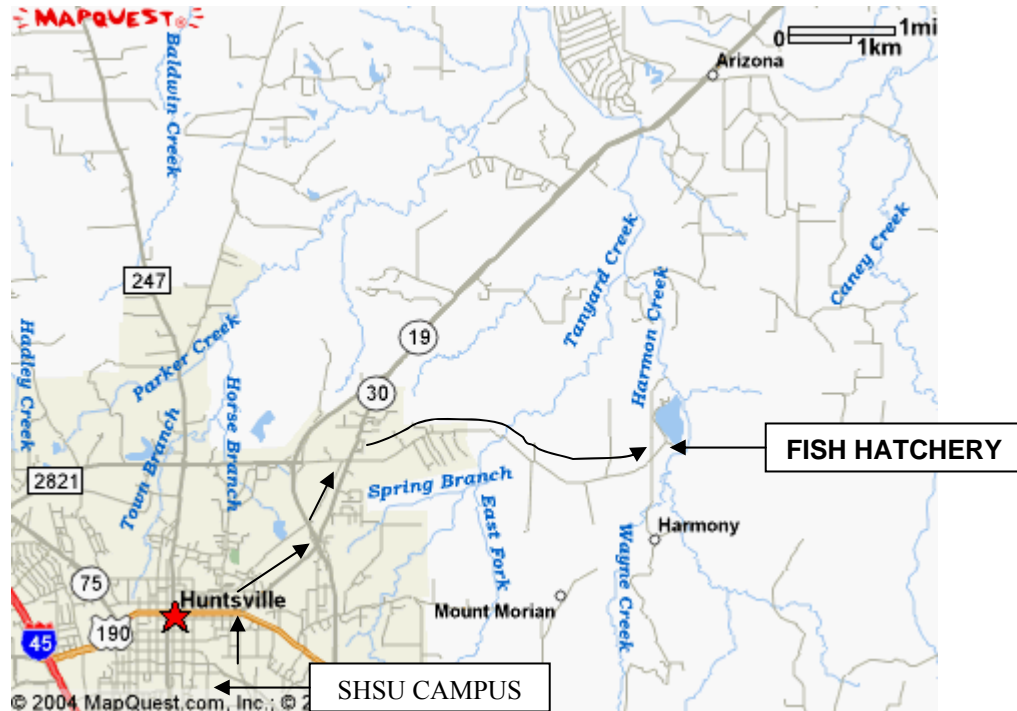 MAPQUEST
0 1mi
1km
Arizona
Baldwin Creek
247
Caney Creek
Tanyard Creek
Harmon Creek
Hadley Creek
Parker Creek
19
Horse Branch
30
FISH HATCHERY
2821
Town Branch
Spring Branch
East Fork
Wayne Creek
Harmony
75
Huntsville
Mount Morian
190
45
SHSU CAMPUS
© 2004 MapQuest.com, Inc.; © 2